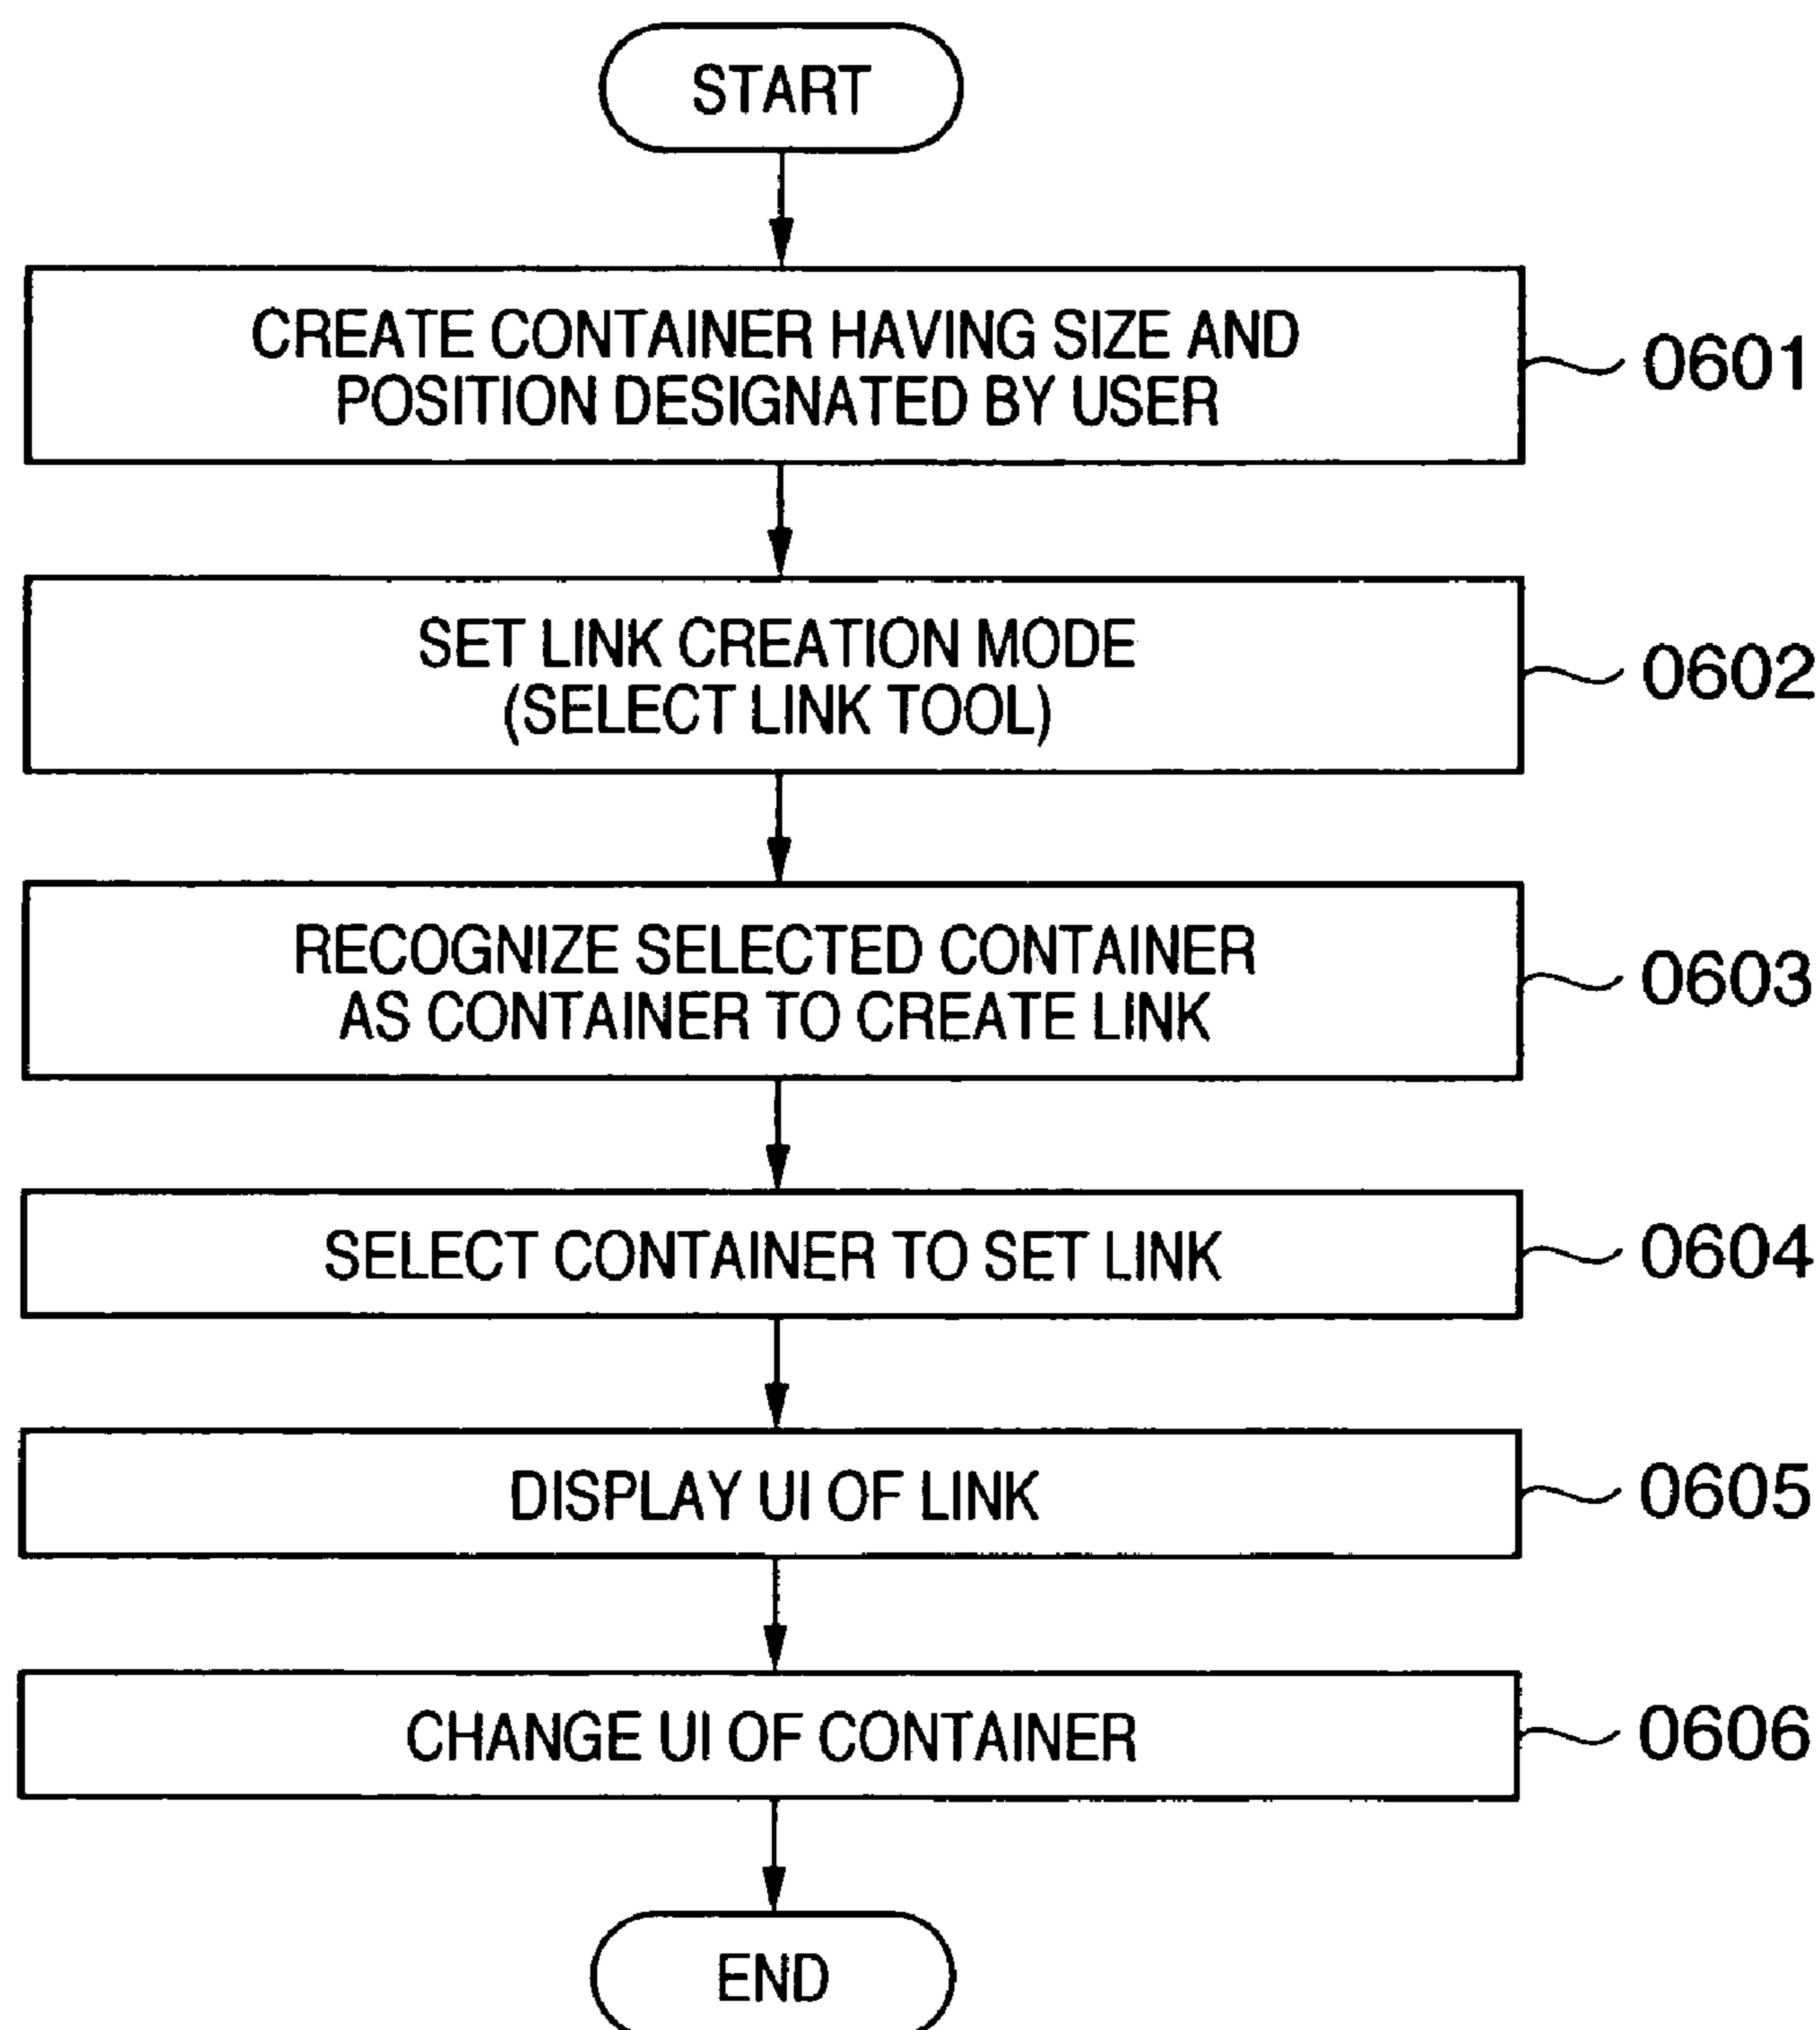 START
CREATE CONTAINER HAVING SIZE AND
POSITION DESIGNATED BY USER
0601
SET LINK CREATION MODE
(SELECT LINK TOOL)
0602
RECOGNIZE SELECTED CONTAINER
AS CONTAINER TO CREATE LINK
0603
SELECT CONTAINER TO SET LINK
0604
DISPLAY UI OF LINK
0605
CHANGE UI OF CONTAINER
0606
END